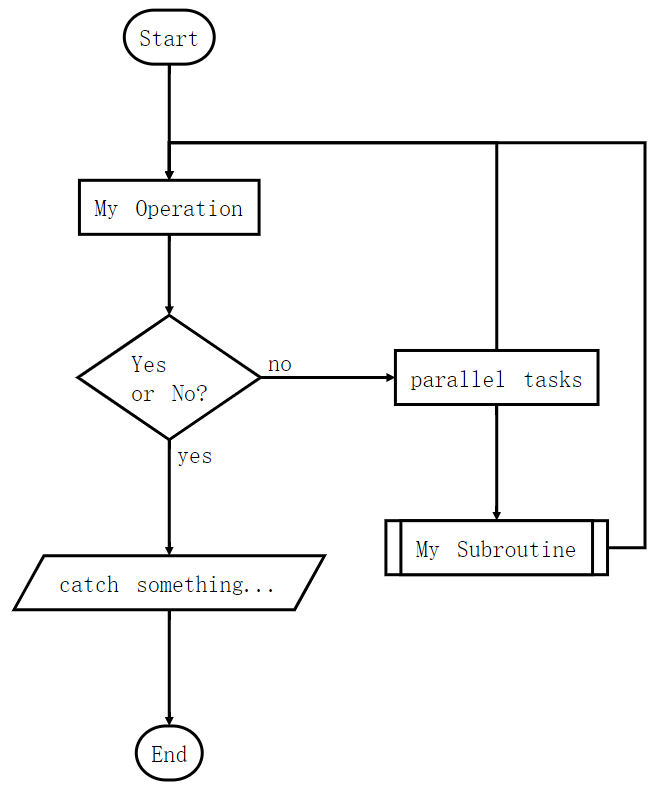 Start
My Operation
Yes
or No?
no
parallel tasks
yes
My Subroutine
catch something...
End